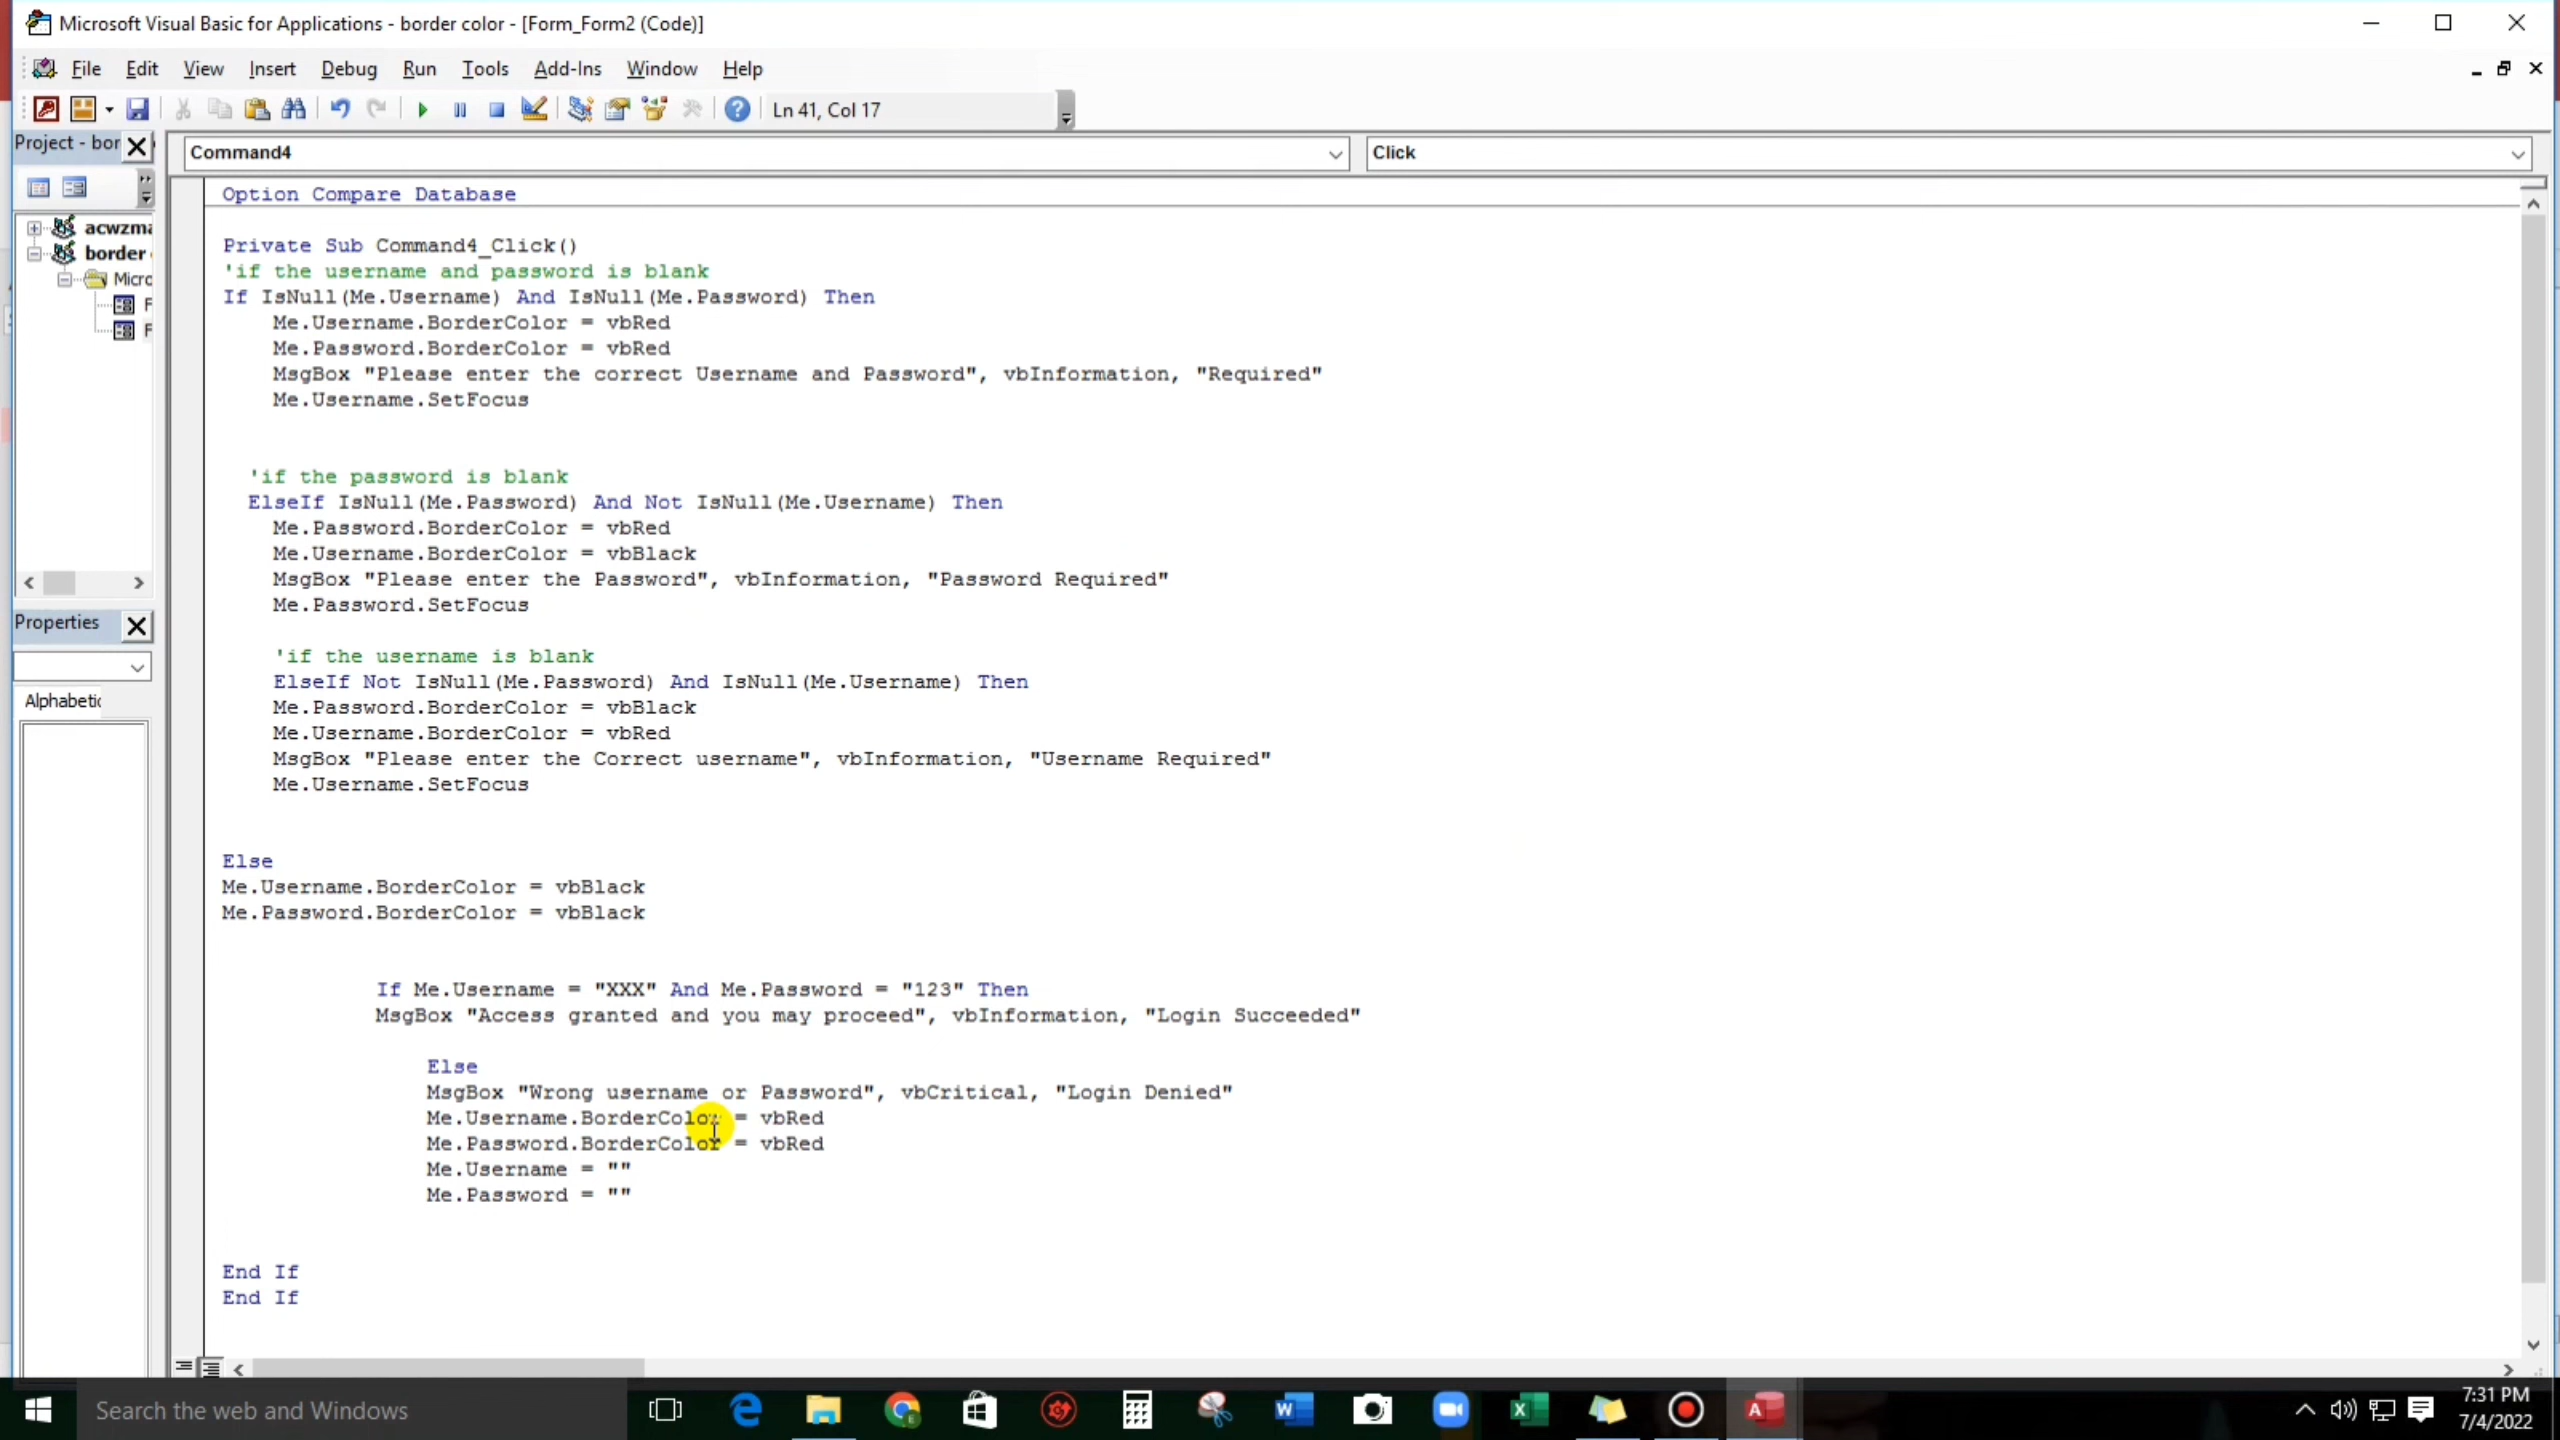 Microsoft Visual Basic for Applications - border color - [Form_Form2 (Code)]
File Edit View Insert Debug Run Tools Add-Ins Window Help
Ln 41, Col 17
Project - bor
Command4 Click
acwzma
border
Micro
F
F
Properties
Alphabetic
Option Compare Database
Private Sub Command4_Click()
'if the username and password is blank
If IsNull(Me.Username) And IsNull(Me.Password) Then
Me.Username.BorderColor = vbRed
Me.Password.BorderColor = vbRed
MsgBox "Please enter the correct Username and Password", vbInformation, "Required"
Me.Username.SetFocus
'if the password is blank
ElseIf IsNull(Me.Password) And Not IsNull(Me.Username) Then
Me.Password.BorderColor = vbRed
Me.Username.BorderColor = vbBlack
MsgBox "Please enter the Password", vbInformation, "Password Required"
Me.Password.SetFocus
'if the username is blank
ElseIf Not IsNull(Me.Password) And IsNull(Me.Username) Then
Me.Password.BorderColor = vbBlack
Me.Username.BorderColor = vbRed
MsgBox "Please enter the Correct username", vbInformation, "Username Required"
Me.Username.SetFocus
Else
Me.Username.BorderColor = vbBlack
Me.Password.BorderColor = vbBlack
If Me.Username = "XXX" And Me.Password = "123" Then
MsgBox "Access granted and you may proceed", vbInformation, "Login Succeeded"
Else
MsgBox "Wrong username or Password", vbCritical, "Login Denied"
Me.Username.BorderColor = vbRed
Me.Password.BorderColor = vbRed
Me.Username = ""
Me.Password = ""
End If
End If
Search the web and Windows
7:31 PM
7/4/2022